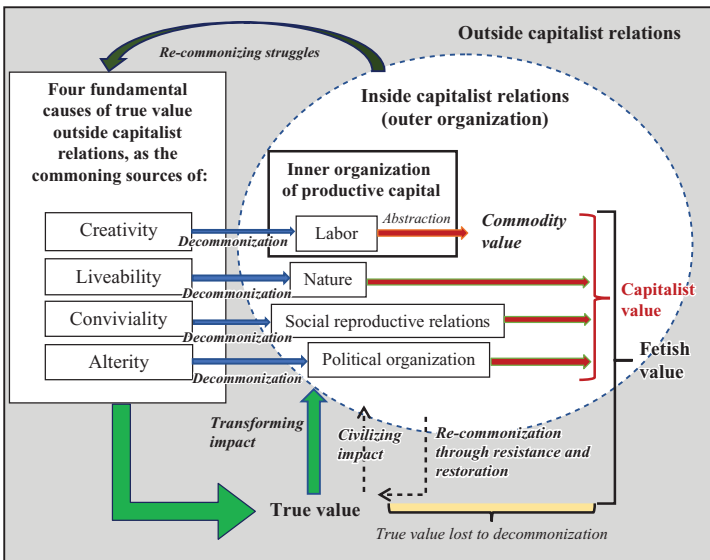 Outside capitalist relations
Re-commonizing struggles
Four fundamental
causes of true value
outside capitalist
relations, as the
commoning sources of:
Inside capitalist relations
(outer organization)
Inner organization
of productive capital
Creativity
Decommonization
Labor
Abstraction
Commodity
value
Liveability
Decommonization
Nature
Conviviality
Decommonization
Social reproductive relations
Alterity
Decommonization
Political organization
Capitalist
value
Fetish
value
Transforming
impact
Civilizing
impact
Re-commonization
through resistance and
restoration
True value
True value lost to decommonization